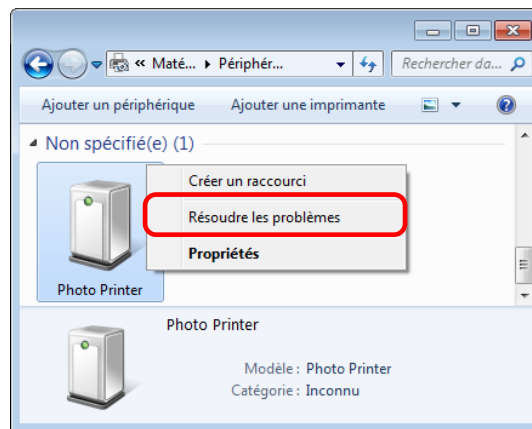 « Maté... ▸ Périphér... Rechercher da...
Ajouter un périphérique Ajouter une imprimante
Non spécifié(e) (1)
Créer un raccourci
Résoudre les problèmes
Propriétés
Photo Printer
Photo Printer
Modèle : Photo Printer
Catégorie : Inconnu